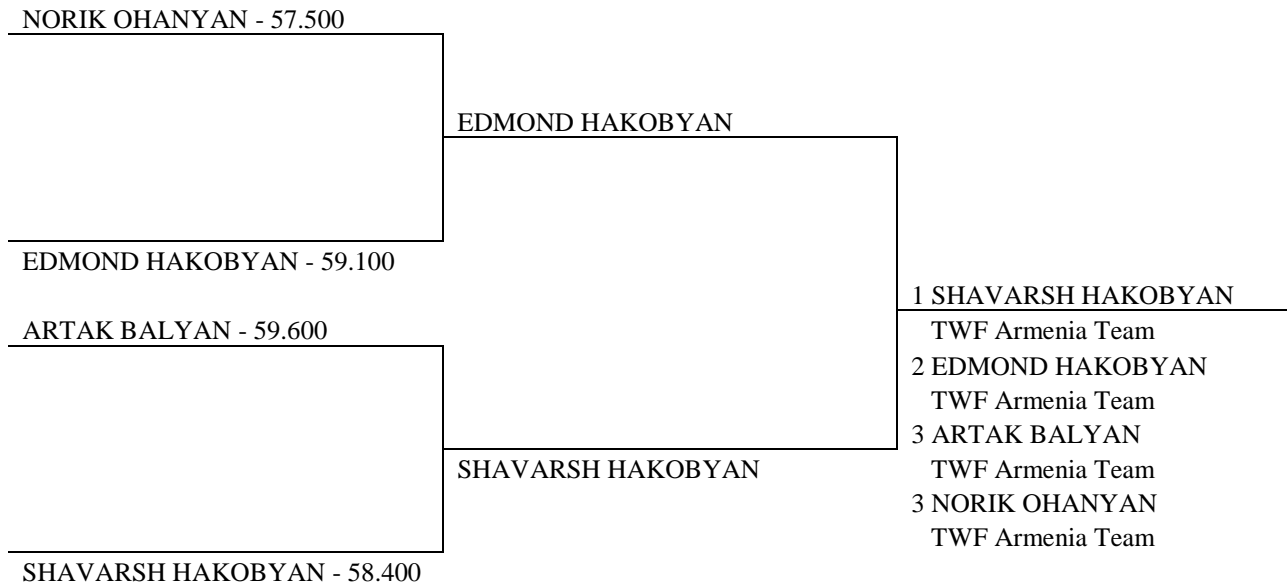 NORIK OHANYAN - 57.500
EDMOND HAKOBYAN
EDMOND HAKOBYAN - 59.100
1 SHAVARSH HAKOBYAN
ARTAK BALYAN - 59.600
TWF Armenia Team
2 EDMOND HAKOBYAN
TWF Armenia Team
3 ARTAK BALYAN
SHAVARSH HAKOBYAN
TWF Armenia Team
3 NORIK OHANYAN
TWF Armenia Team
SHAVARSH HAKOBYAN - 58.400